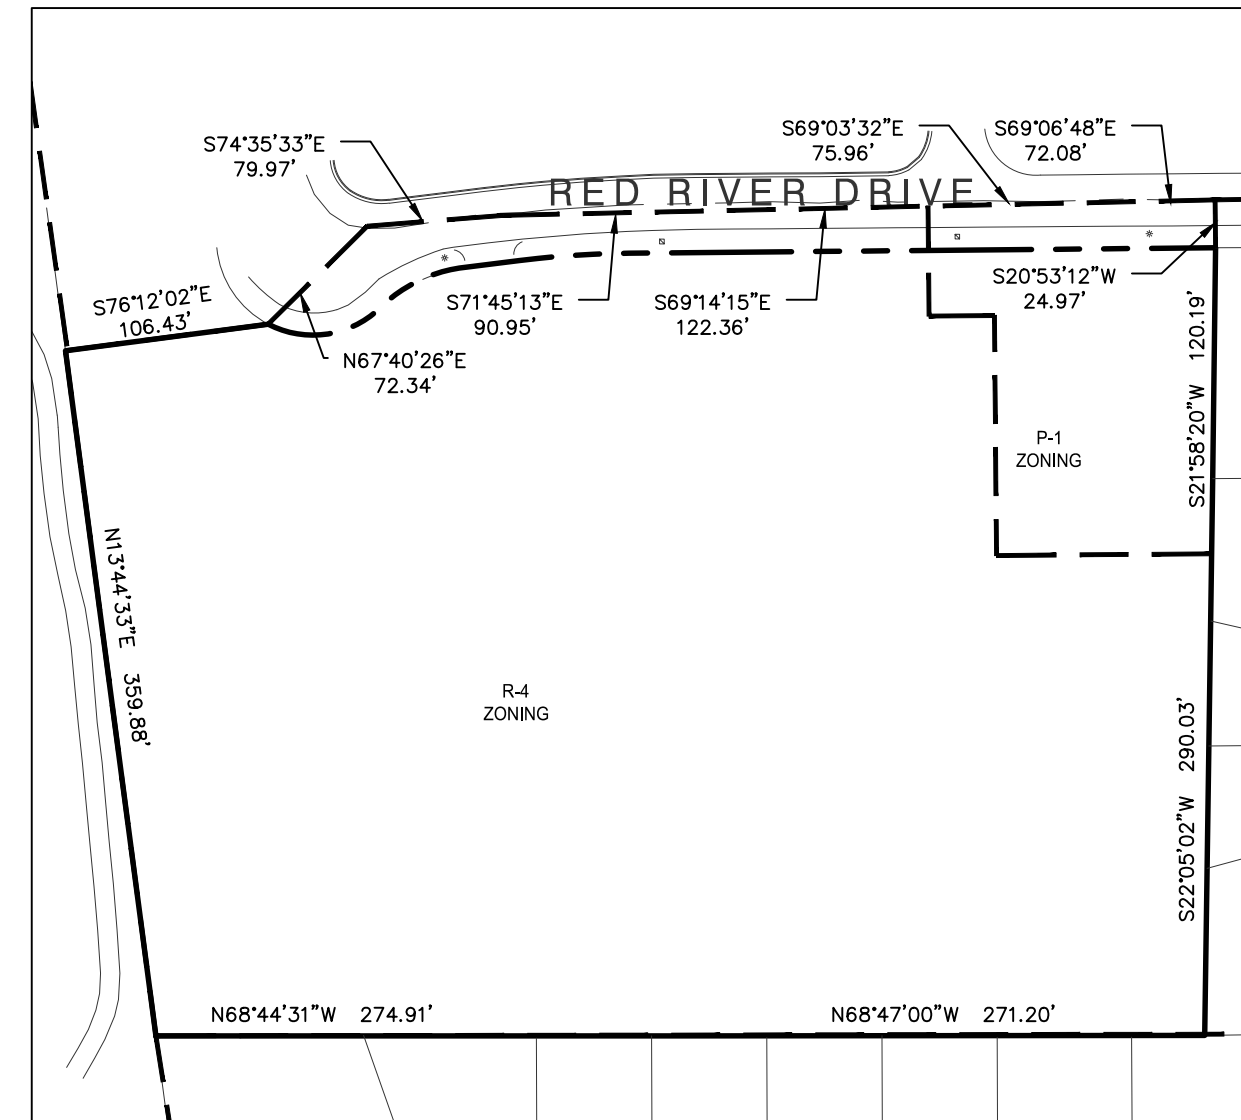 S74°35'33"E
79.97'
S69°03'32"E
75.96'
S69°06'48"E
72.08'
RED RIVER DRIVE
S76°12'02"E
106.43'
S71°45'13"E
90.95'
S69°14'15"E
122.36'
S20°53'12"W
24.97'
N67°40'26"E
72.34'
S21°58'20"W 120.19'
P-1
ZONING
N13°44'33"E 359.88'
R-4
ZONING
S22°05'02"W 290.03'
N68°44'31"W 274.91'
N68°47'00"W 271.20'